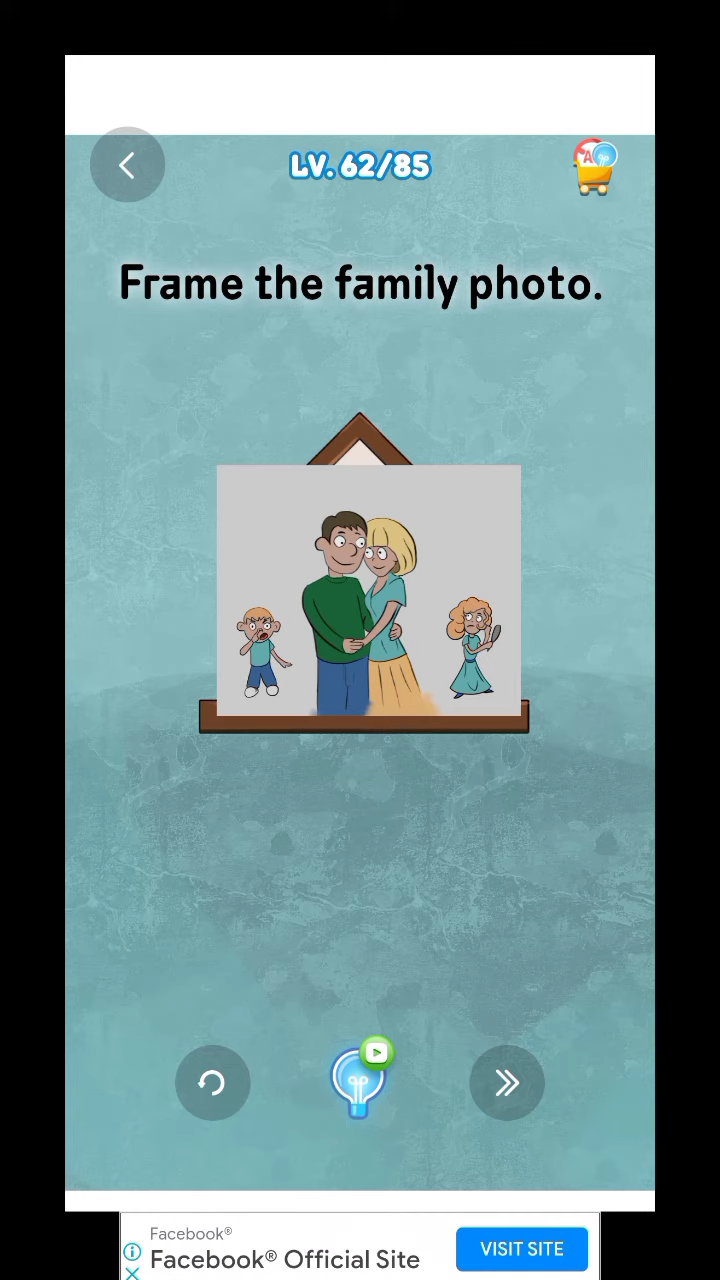 LV. 62/85
Frame the family photo.
Facebook®
Facebook® Official Site
VISIT SITE